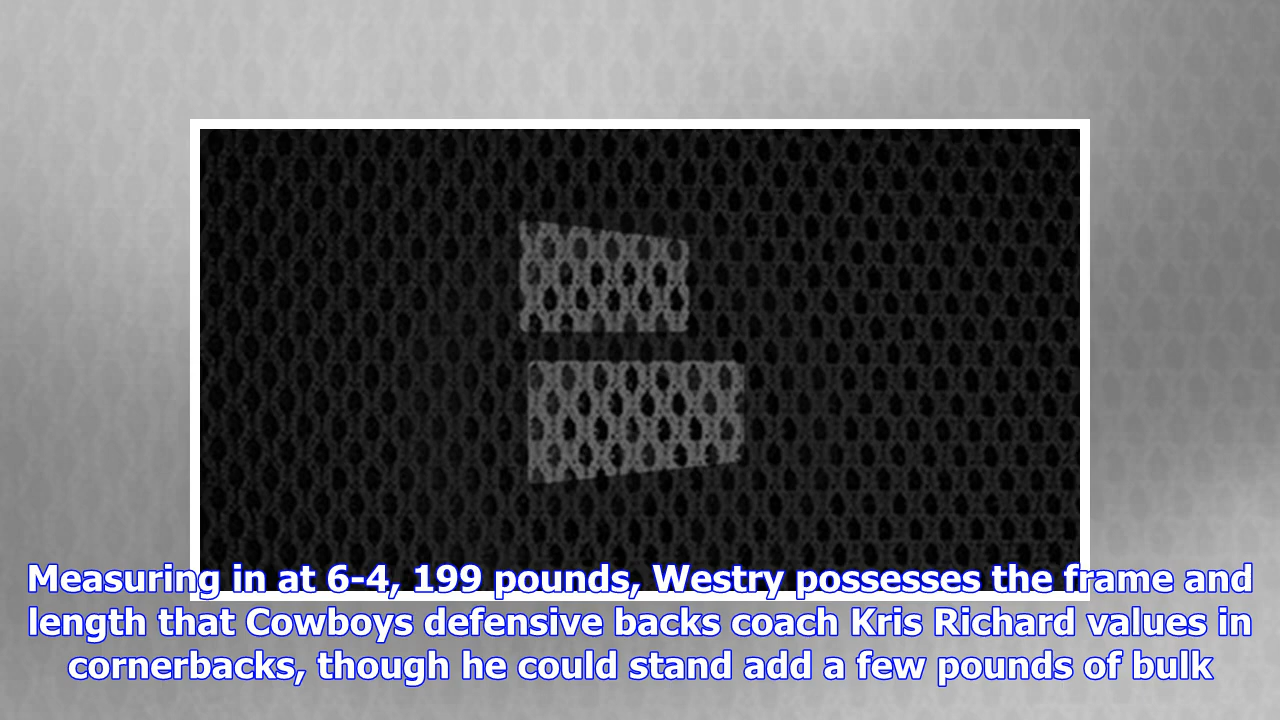 Measuring in at 6-4, 199 pounds, Westry possesses the frame and
length that Cowboys defensive backs coach Kris Richard values in
cornerbacks, though he could stand add a few pounds of bulk